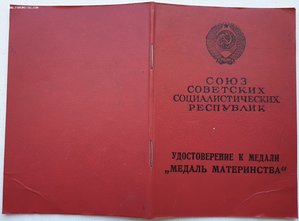 СОЮЗ
СОВЕТСКИХ
СОЦИАЛИСТИЧЕСКИХ
РЕСПУБЛИК
УДОСТОВЕРЕНИЕ К МЕДАЛИ
„МЕДАЛЬ МАТЕРИНСТВА“